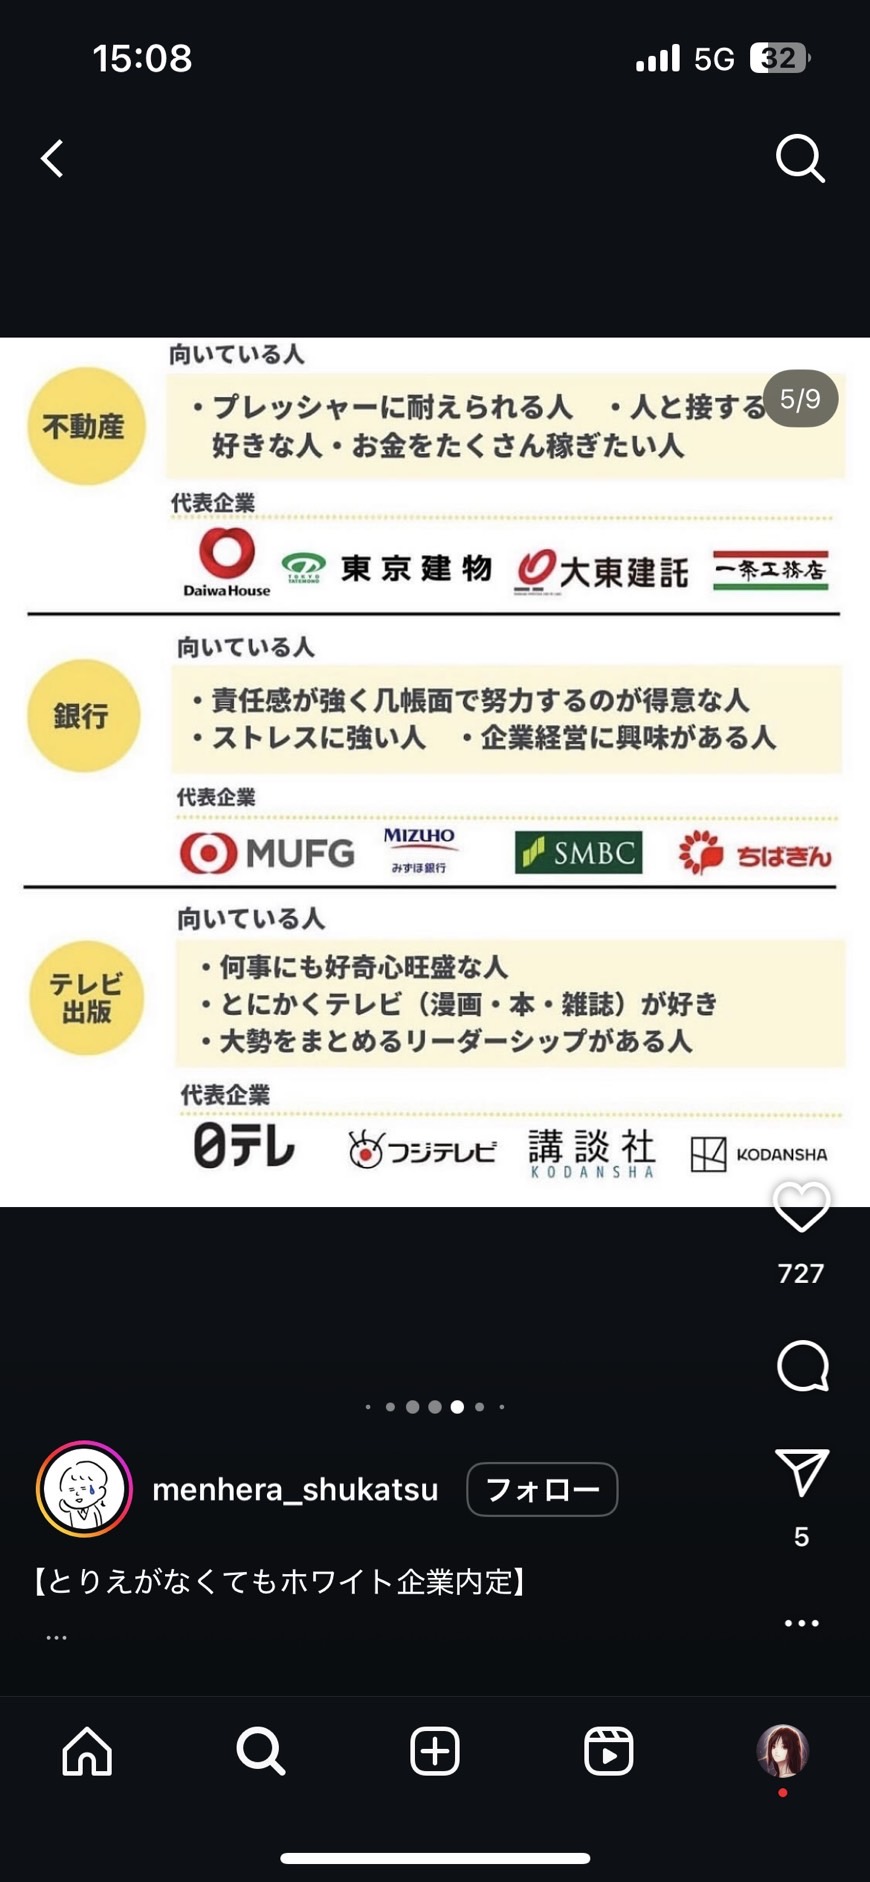 15:08
5G
32
向いている人
・プレッシャーに耐えられる人 ・人と接する
5/9
不動産
好きな人・お金をたくさん稼ぎたい人
代表企業
Daiwa House
TOKYO TATEMONO
東京建物
大東建託
一条工務店
向いている人
銀行
・責任感が強く几帳面で努力するのが得意な人
・ストレスに強い人 ・企業経営に興味がある人
代表企業
MUFG
MIZUHO
みずほ銀行
SMBC
ちばぎん
向いている人
テレビ
出版
・何事にも好奇心旺盛な人
・とにかくテレビ（漫画・本・雑誌）が好き
・大勢をまとめるリーダーシップがある人
代表企業
日テレ
フジテレビ
講談社
KODANSHA
KODANSHA
727
menhera_shukatsu
フォロー
5
【とりえがなくてもホワイト企業内定】
...